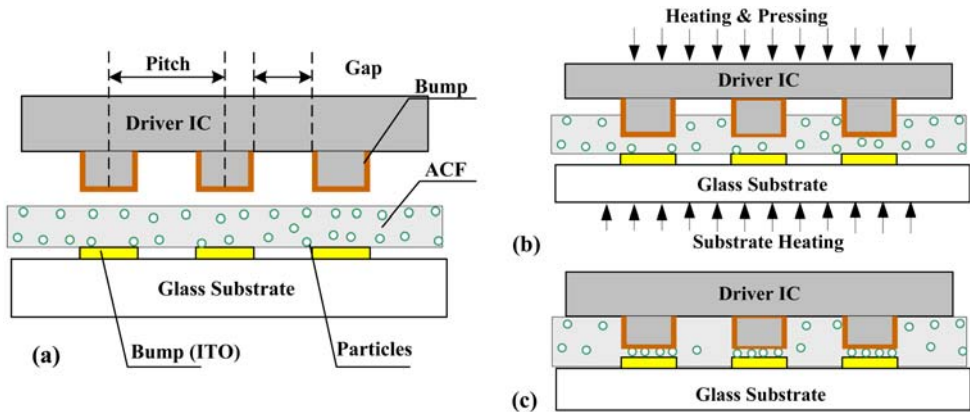 Pitch
Gap
Bump
Driver IC
ACF
Glass Substrate
(a)
Bump (ITO)
Particles
Heating & Pressing
Driver IC
Glass Substrate
(b)
Substrate Heating
Driver IC
Glass Substrate
(c)